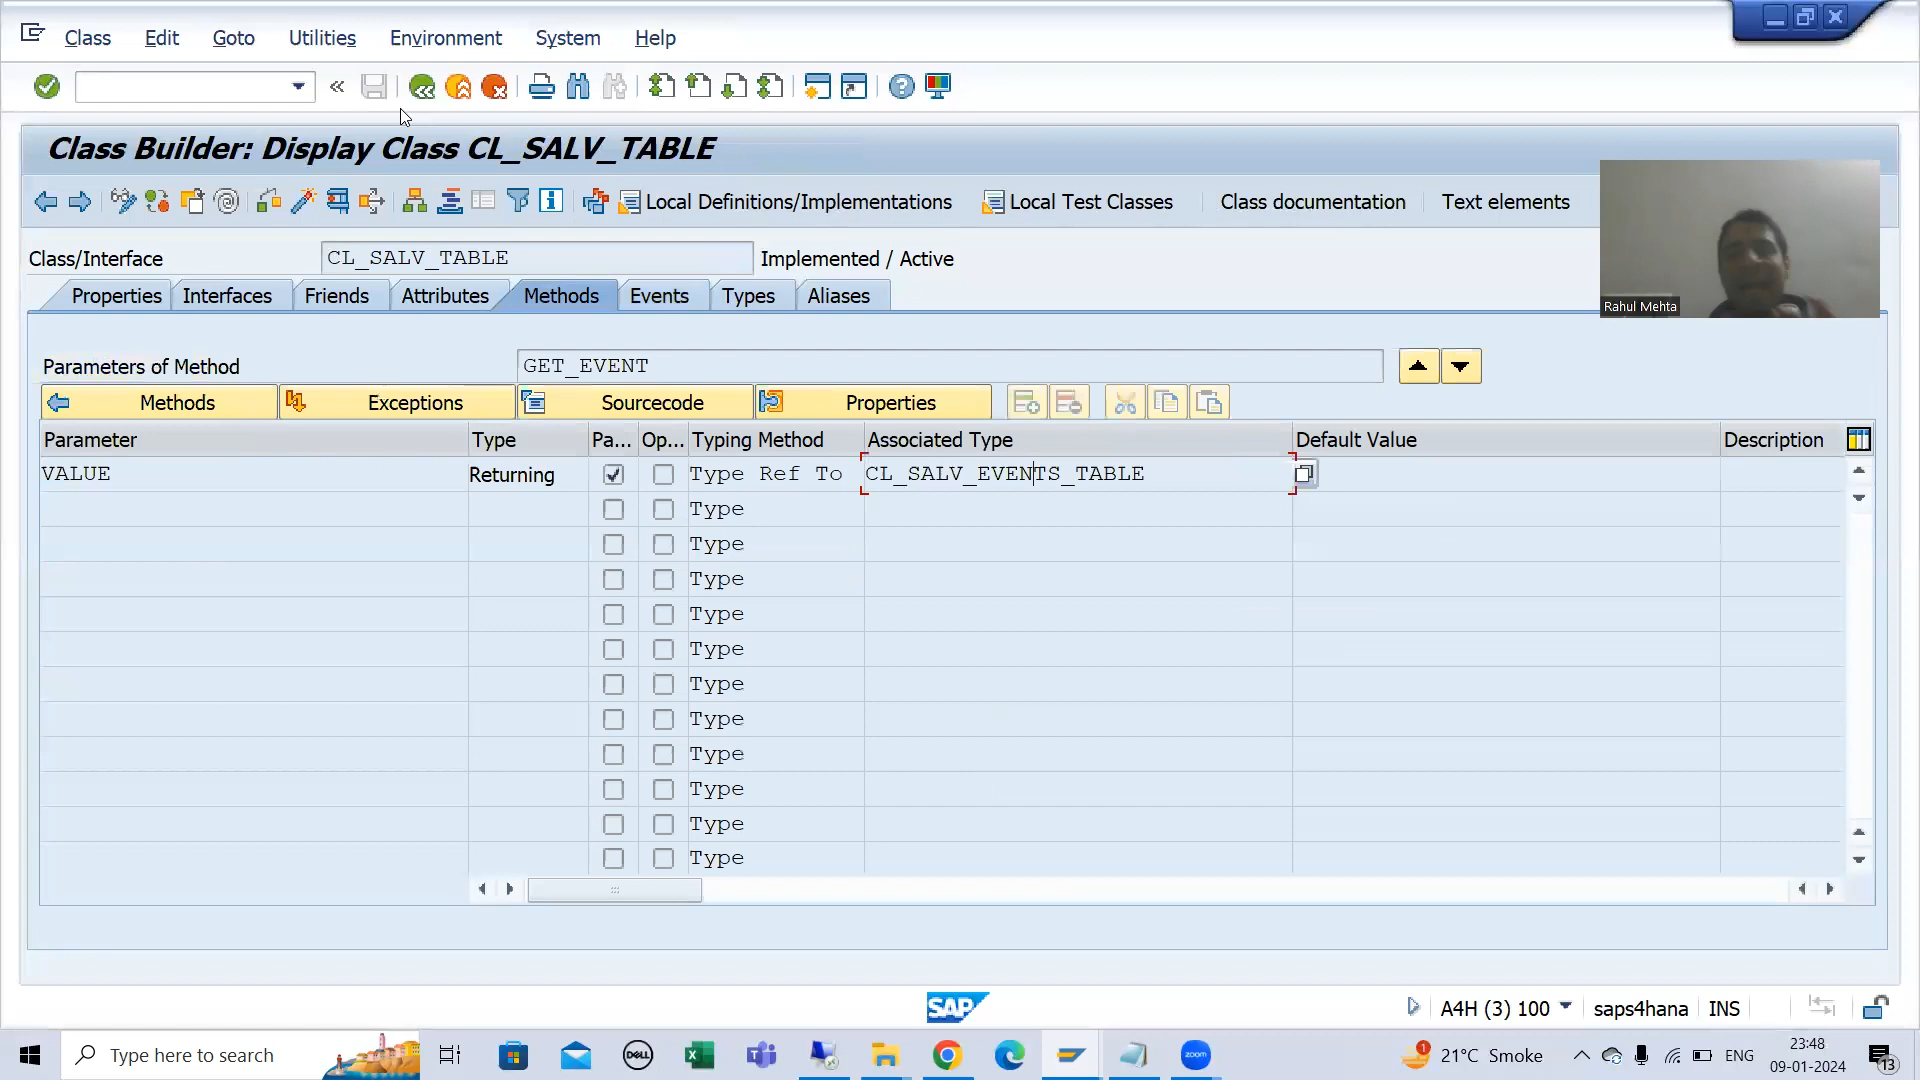 Class Edit Goto Utilities Environment System Help
Class Builder: Display Class CL_SALV_TABLE
Local Definitions/Implementations Local Test Classes Class documentation Text elements
Class/Interface CL_SALV_TABLE Implemented / Active
Properties Interfaces Friends Attributes Methods Events Types Aliases
Rahul Mehta
Parameters of Method GET_EVENT
Methods Exceptions Sourcecode Properties
Parameter Type Pa... Op... Typing Method Associated Type Default Value Description
VALUE Returning Type Ref To CL_SALV_EVENTS_TABLE
Type
Type
Type
Type
Type
Type
Type
Type
Type
Type
Type
SAP
A4H (3) 100 saps4hana INS
Type here to search
DELL
zoom
1
21°C Smoke
ENG
23:48
09-01-2024
13